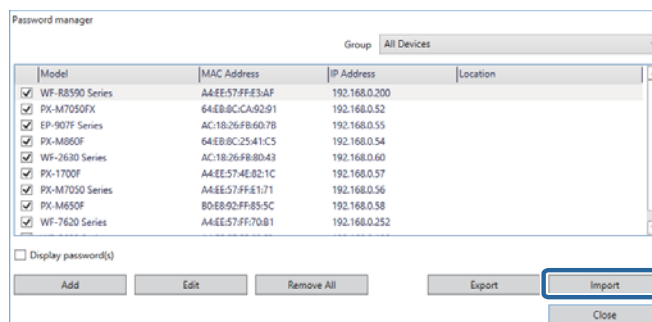 Password manager
Group All Devices
Model MAC Address IP Address Location
WF-R8590 Series A4:EE:57:FF:E3:AF 192.168.0.200
PX-M7050FX 64:EB:8C:CA:92:91 192.168.0.52
EP-907F Series AC:18:26:FB:60:7B 192.168.0.55
PX-M860F 64:EB:8C:25:41:C5 192.168.0.54
WF-2630 Series AC:18:26:FB:80:43 192.168.0.60
PX-1700F A4:EE:57:4E:82:1C 192.168.0.57
PX-M7050 Series A4:EE:57:FF:E1:71 192.168.0.56
PX-M650F B0:E8:92:FF:85:5C 192.168.0.58
WF-7620 Series A4:EE:57:FF:70:B1 192.168.0.252
Display password(s)
Add Edit Remove All Export Import
Close